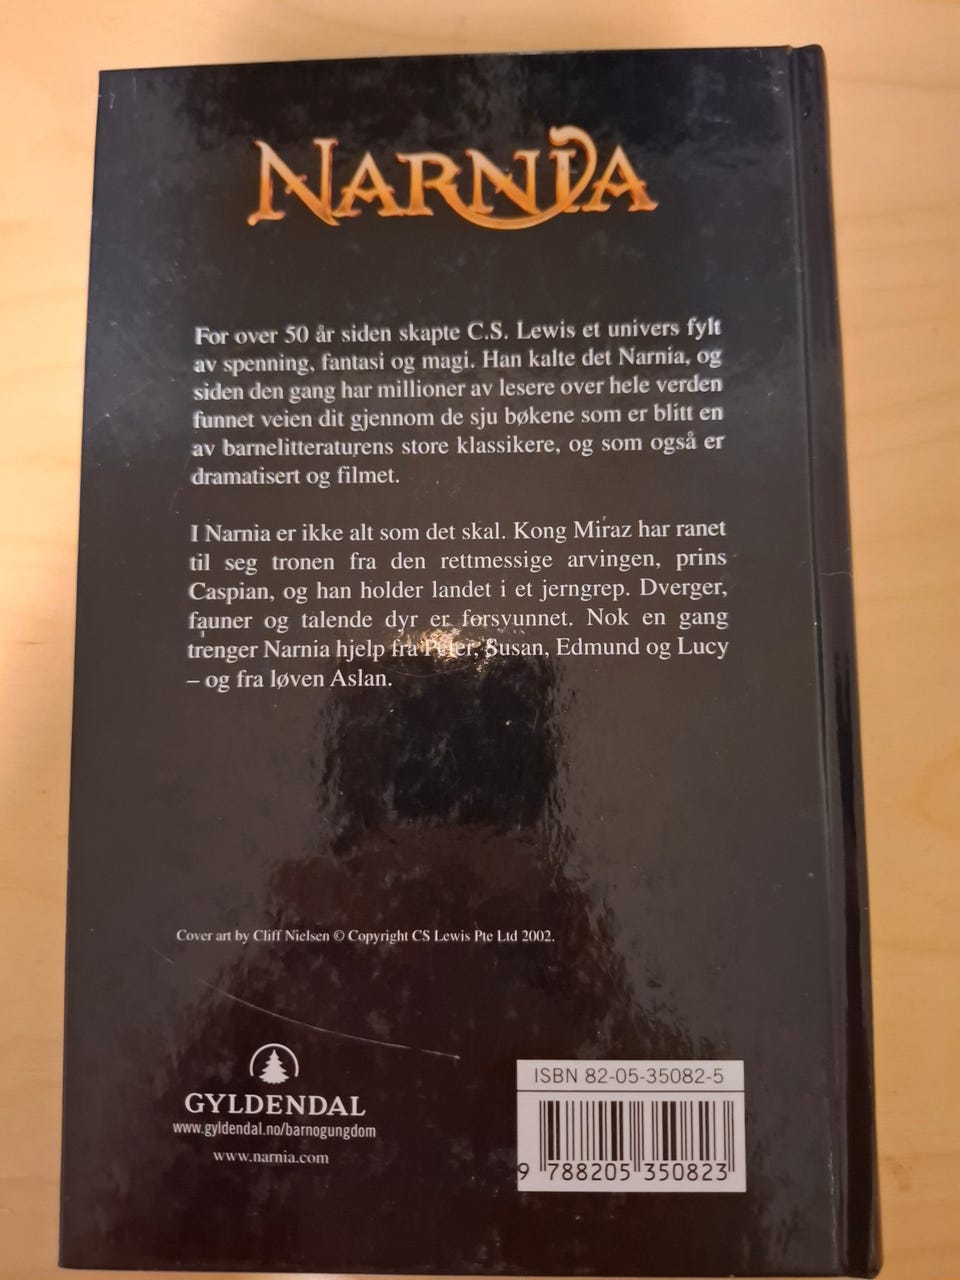 NARNIA
For over 50 år siden skapte C.S. Lewis et univers fylt
av spenning, fantasi og magi. Han kalte det Narnia, og
siden den gang har millioner av lesere over hele verden
funnet veien dit gjennom de sju bøkene som er blitt en
av barnelitteraturens store klassikere, og som også er
dramatisert og filmet.
I Narnia er ikke alt som det skal. Kong Miraz har ranet
til seg tronen fra den rettmessige arvingen, prins
Caspian, og han holder landet i et jerngrep. Dverger,
fauner og talende dyr er forsvunnet. Nok en gang
trenger Narnia hjelp fra Peter, Susan, Edmund og Lucy
– og fra løven Aslan.
Cover art by Cliff Nielsen © Copyright CS Lewis Pte Ltd 2002.
GYLDENDAL
www.gyldendal.no/barnogungdom
www.narnia.com
ISBN 82-05-35082-5
9 788205 350823